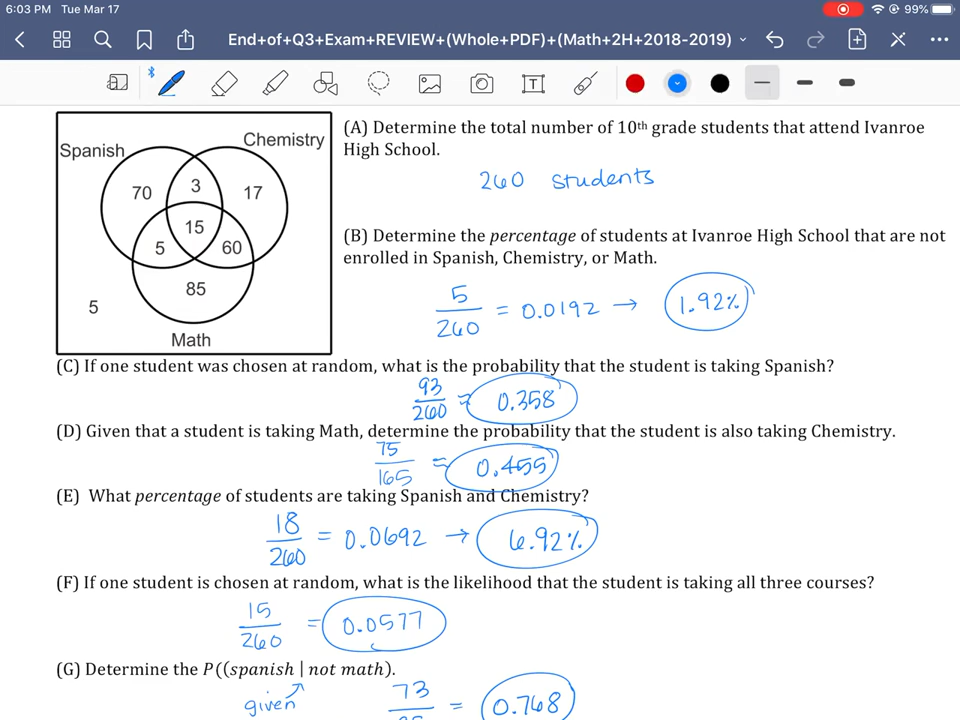 6:03 PM Tue Mar 17
99%
End+of+Q3+Exam+REVIEW+(Whole+PDF)+(Math+2H+2018-2019)
T
Spanish
Chemistry
70
3
17
15
5
60
85
5
Math
(A) Determine the total number of 10th grade students that attend Ivanroe
High School.
260 students
(B) Determine the percentage of students at Ivanroe High School that are not
enrolled in Spanish, Chemistry, or Math.
5/260 = 0.0192 → 1.92%
(C) If one student was chosen at random, what is the probability that the student is taking Spanish?
93/260 = 0.358
(D) Given that a student is taking Math, determine the probability that the student is also taking Chemistry.
75/165 = 0.455
(E) What percentage of students are taking Spanish and Chemistry?
18/260 = 0.0692 → 6.92%
(F) If one student is chosen at random, what is the likelihood that the student is taking all three courses?
15/260 = 0.0577
(G) Determine the P((spanish | not math).
given
73
= 0.768